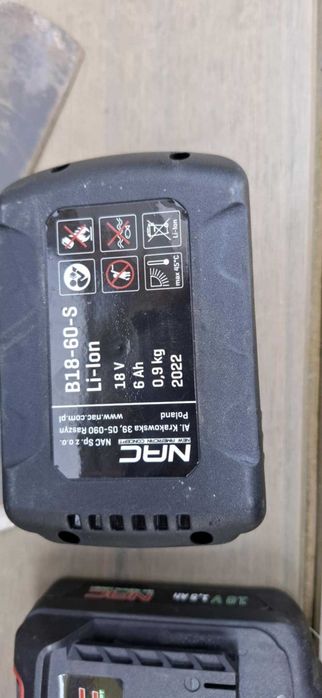 Li-Ion
max 45°C
B18-60-S
Li-Ion
18 V
6 Ah
0,9 kg
2022
NAC
NEW AMERICAN CONCEPT
NAC Sp. z o.o.
Al. Krakowska 39, 05-090 Raszyn
Poland
www.nac.com.pl
NAC
18 V